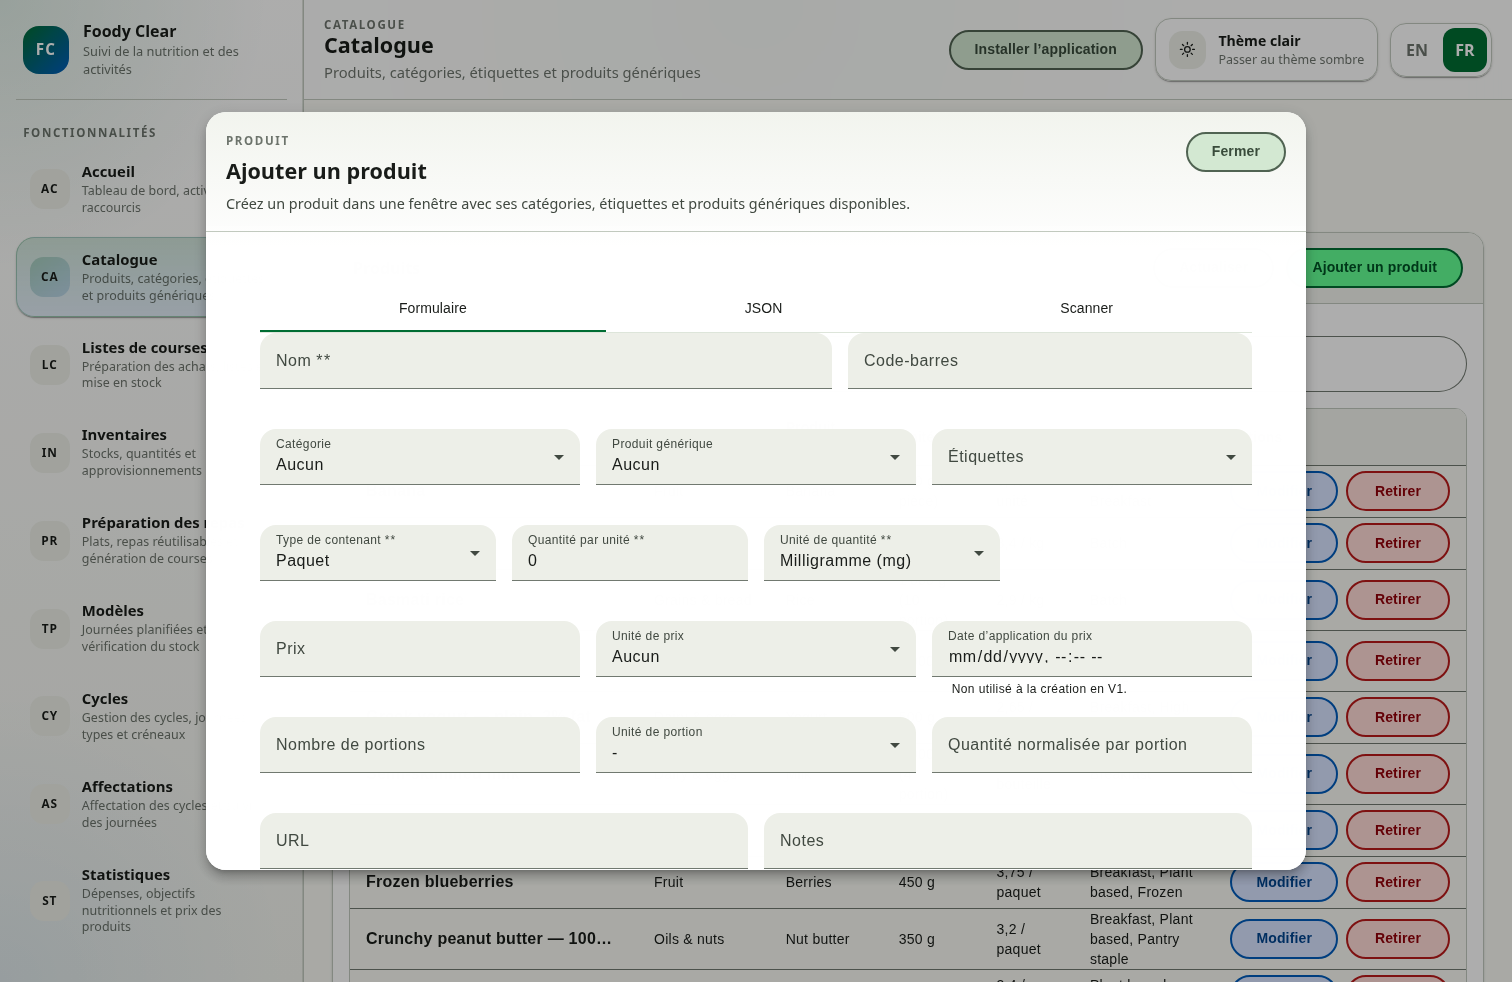 FC
Foody Clear
Suivi de la nutrition et des
activités
CATALOGUE
Catalogue
Produits, catégories, étiquettes et produits génériques
Installer l’application
Thème clair
Passer au thème sombre
EN
FR
FONCTIONNALITÉS
AC
Accueil
Tableau de bord,
raccourcis
CA
Catalogue
Produits, catégories,
et produits
LC
Listes de courses
Préparation des
mise en stock
IN
Inventaires
Stocks, quantités et
approvisionnements
PR
Préparation des
Plats, repas
génération de
TP
Modèles
Journées planifiées et
vérification du stock
CY
Cycles
Gestion des cycles,
types et créneaux
AS
Affectations
Affectation des cycles
des journées
ST
Statistiques
Dépenses, objectifs
nutritionnels et prix des
produits
PRODUIT
Ajouter un produit
Créez un produit dans une fenêtre avec ses catégories, étiquettes et produits génériques disponibles.
Fermer
Formulaire
JSON
Scanner
Nom **
Code-barres
Catégorie
Aucun
Produit générique
Aucun
Étiquettes
Type de contenant **
Paquet
Quantité par unité **
0
Unité de quantité **
Milligramme (mg)
Prix
Unité de prix
Aucun
Date d’application du prix
mm/dd/yyyy, --:-- --
Non utilisé à la création en V1.
Nombre de portions
Unité de portion
-
Quantité normalisée par portion
URL
Notes
Ajouter un produit
Retirer
Retirer
Retirer
Retirer
Retirer
Retirer
Retirer
Frozen blueberries
Fruit
Berries
450 g
3,75 /
paquet
Breakfast, Plant
based, Frozen
Modifier
Retirer
Crunchy peanut butter — 100…
Oils & nuts
Nut butter
350 g
3,2 /
paquet
Breakfast, Plant
based, Pantry
staple
Modifier
Retirer